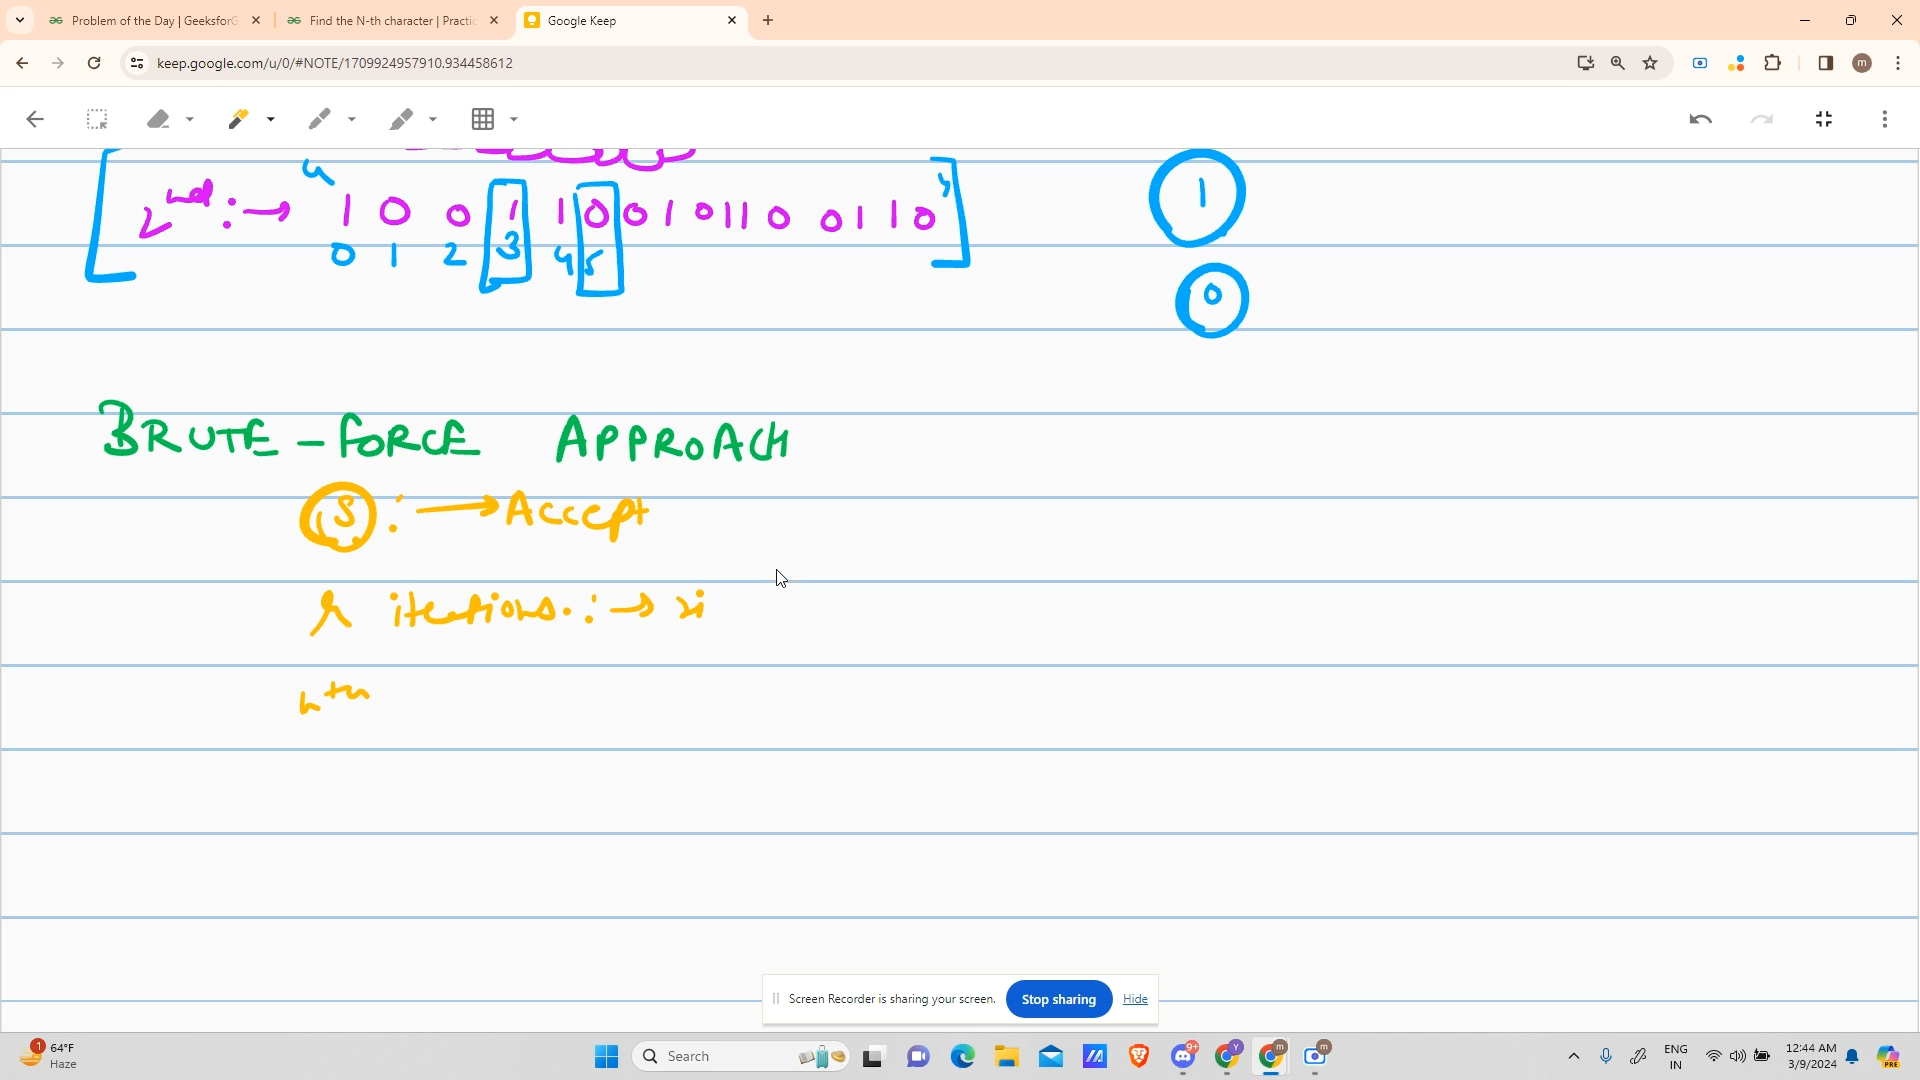 Problem of the Day | GeeksforG
Find the N-th character | Practic
Google Keep
keep.google.com/u/0/#NOTE/1709924957910.934458612
m
2nd :→ 1 0 0 1 1 0 0 1 0 1 1 0 0 1 1 0
0 1 2 3 4 5
1
0
BRUTE-FORCE APPROACH
S : → Accept
:→
Screen Recorder is sharing your screen.
Stop sharing
Hide
1
64°F
Haze
Search
9+
Y
m
m
ENG
IN
12:44 AM
3/9/2024
PRE